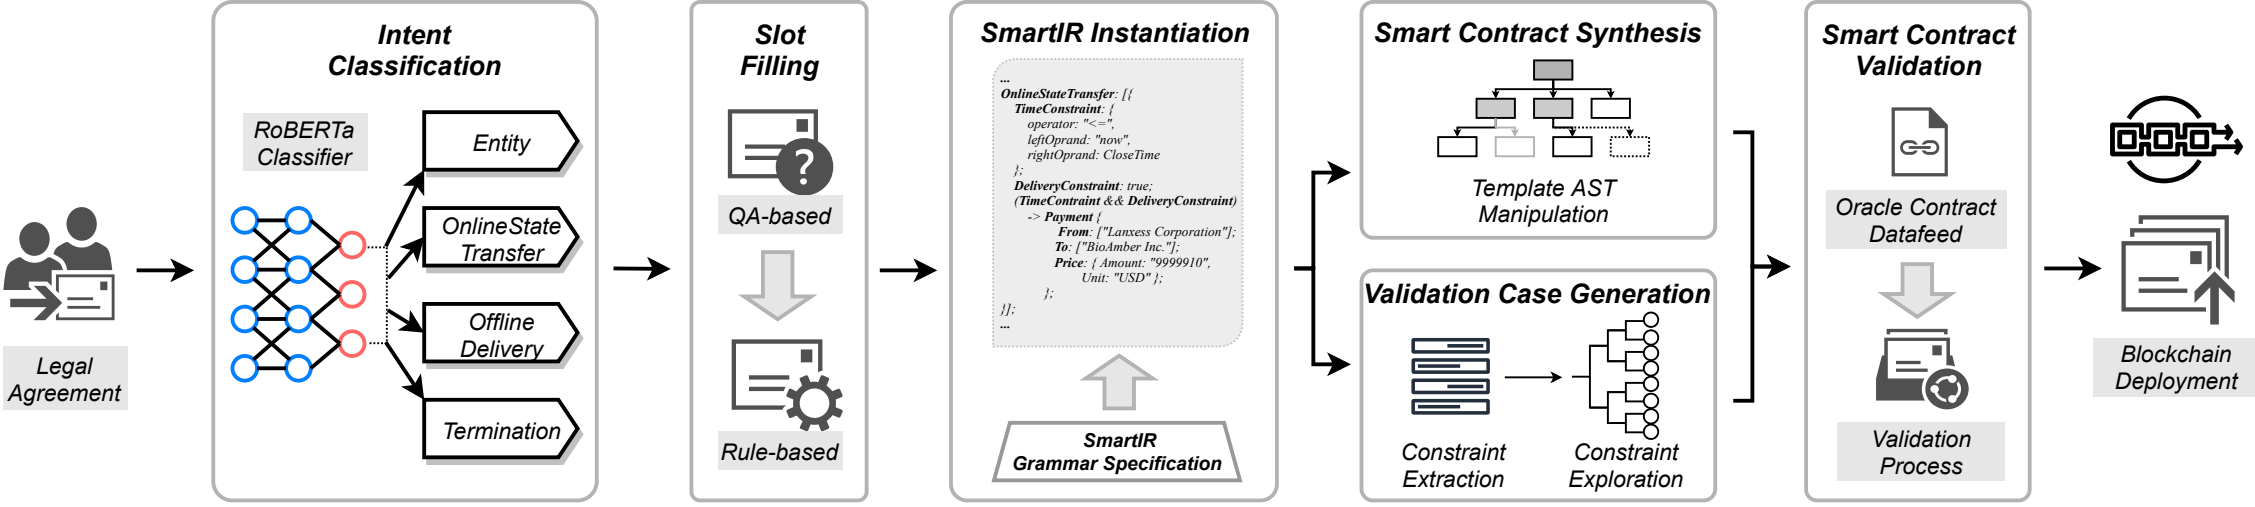 Legal
Agreement
Intent
Classification
RoBERTa
Classifier
Entity
OnlineState
Transfer
Offline
Delivery
Termination
Slot
Filling
QA-based
Rule-based
SmartIR Instantiation
...
OnlineStateTransfer: [{
TimeConstraint: {
operator: "<=",
leftOprand: "now",
rightOprand: CloseTime
};
DeliveryConstraint: true;
(TimeContraint && DeliveryConstraint)
-> Payment {
From: ["Lanxess Corporation"];
To: ["BioAmber Inc."];
Price: { Amount: "9999910",
Unit: "USD" };
};
}];
...
SmartIR
Grammar Specification
Smart Contract Synthesis
Template AST
Manipulation
Validation Case Generation
Constraint
Extraction
Constraint
Exploration
Smart Contract
Validation
Oracle Contract
Datafeed
Validation
Process
Blockchain
Deployment